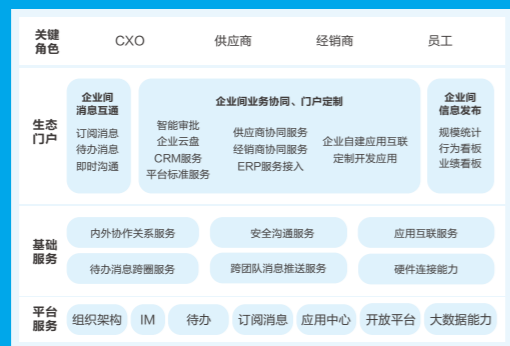 关键
角色
CXO
供应商
经销商
员工
生态
门户
企业间
消息互通
订阅消息
待办消息
即时沟通
企业间业务协同、门户定制
智能审批
企业云盘
CRM服务
平台标准服务
供应商协同服务
经销商协同服务
ERP服务接入
企业自建应用互联
定制开发应用
企业间
信息发布
规模统计
行为看板
业绩看板
基础
服务
内外协作关系服务
安全沟通服务
应用互联服务
待办消息跨圈服务
跨团队消息推送服务
硬件连接能力
平台
服务
组织架构
IM
待办
订阅消息
应用中心
开放平台
大数据能力